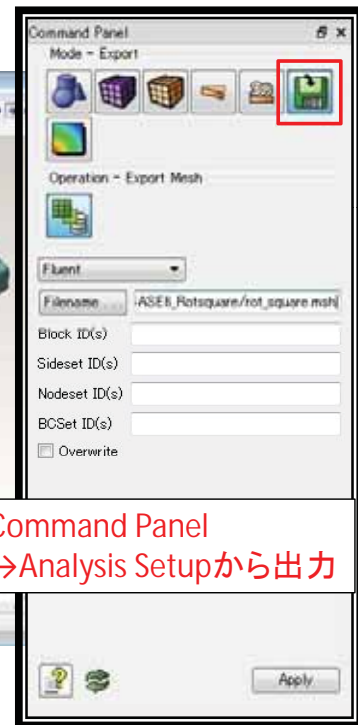 Command Panel
Mode - Export
Operation - Export Mesh
Fluent
Filename . . . -ASE8_Rotsquare/rot_square.msh
Block ID(s)
Sideset ID(s)
Nodeset ID(s)
BCSet ID(s)
Overwrite
Command Panel
→Analysis Setupから出力
Apply